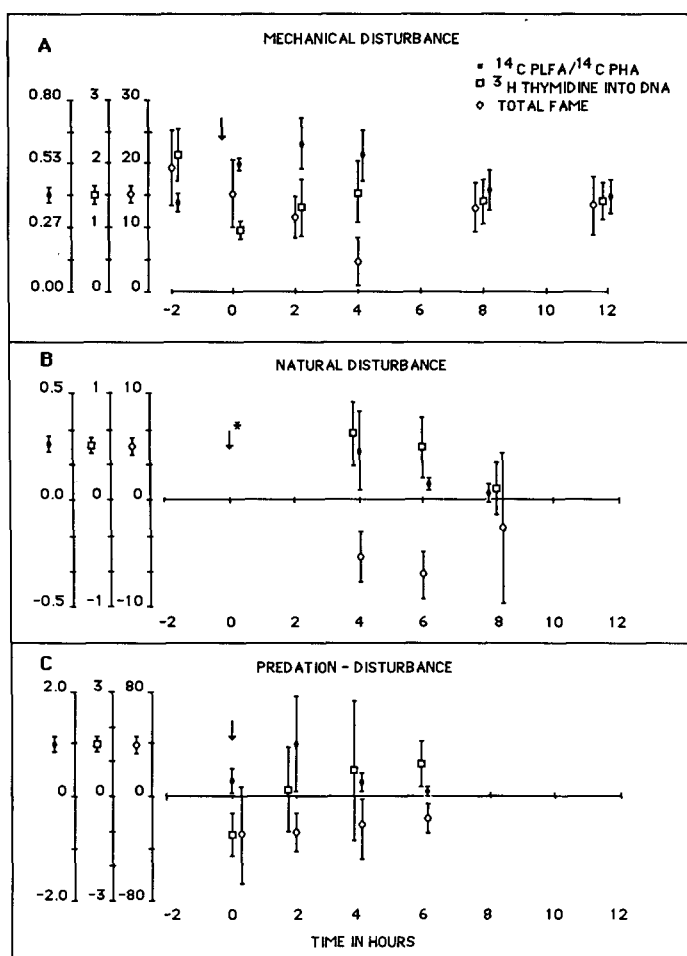 A
MECHANICAL DISTURBANCE
14C PLFA/14C PHA
3H THYMIDINE INTO DNA
TOTAL FAME
0.80 3 30
0.53 2 20
0.27 1 10
0.00 0 0
-2 0 2 4 6 8 10 12
B
NATURAL DISTURBANCE
*
0.5 1 10
0.0 0 0
-0.5 -1 -10
-2 0 2 4 6 8 10 12
C
PREDATION - DISTURBANCE
2.0 3 80
0 0 0
-2.0 -3 -80
-2 0 2 4 6 8 10 12
TIME IN HOURS